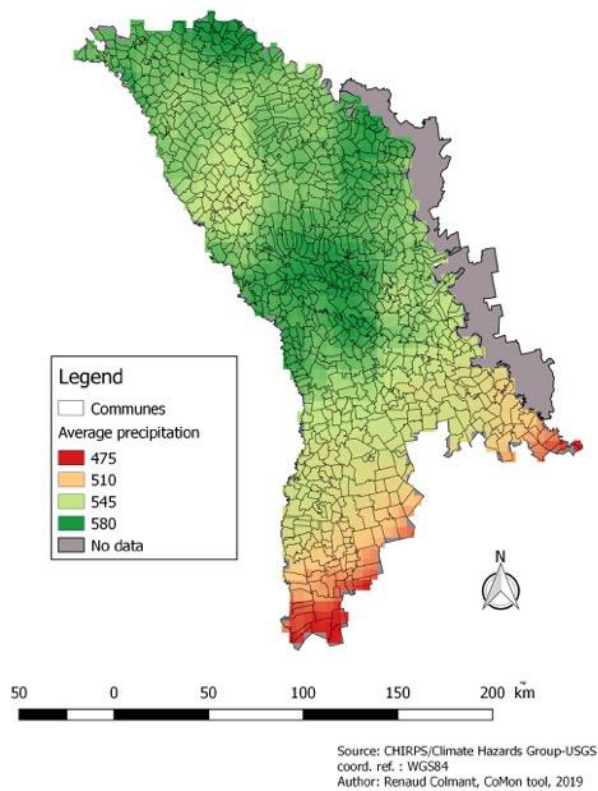 Legend
Communes
Average precipitation
475
510
545
580
No data
N
50 0 50 100 150 200 km
Source: CHIRPS/Climate Hazards Group-USGS
coord. ref. : WGS84
Author: Renaud Colmant, CoMon tool, 2019